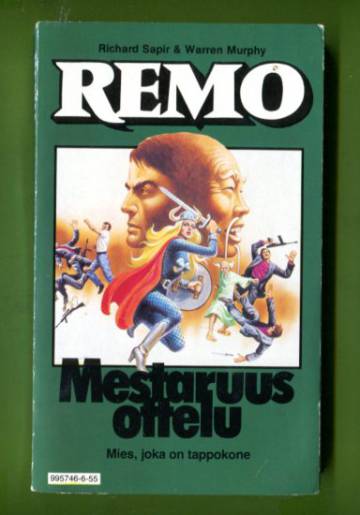 Richard Sapir & Warren Murphy
REMO
Mestaruus
ottelu
Mies, joka on tappokone
995746-6-55